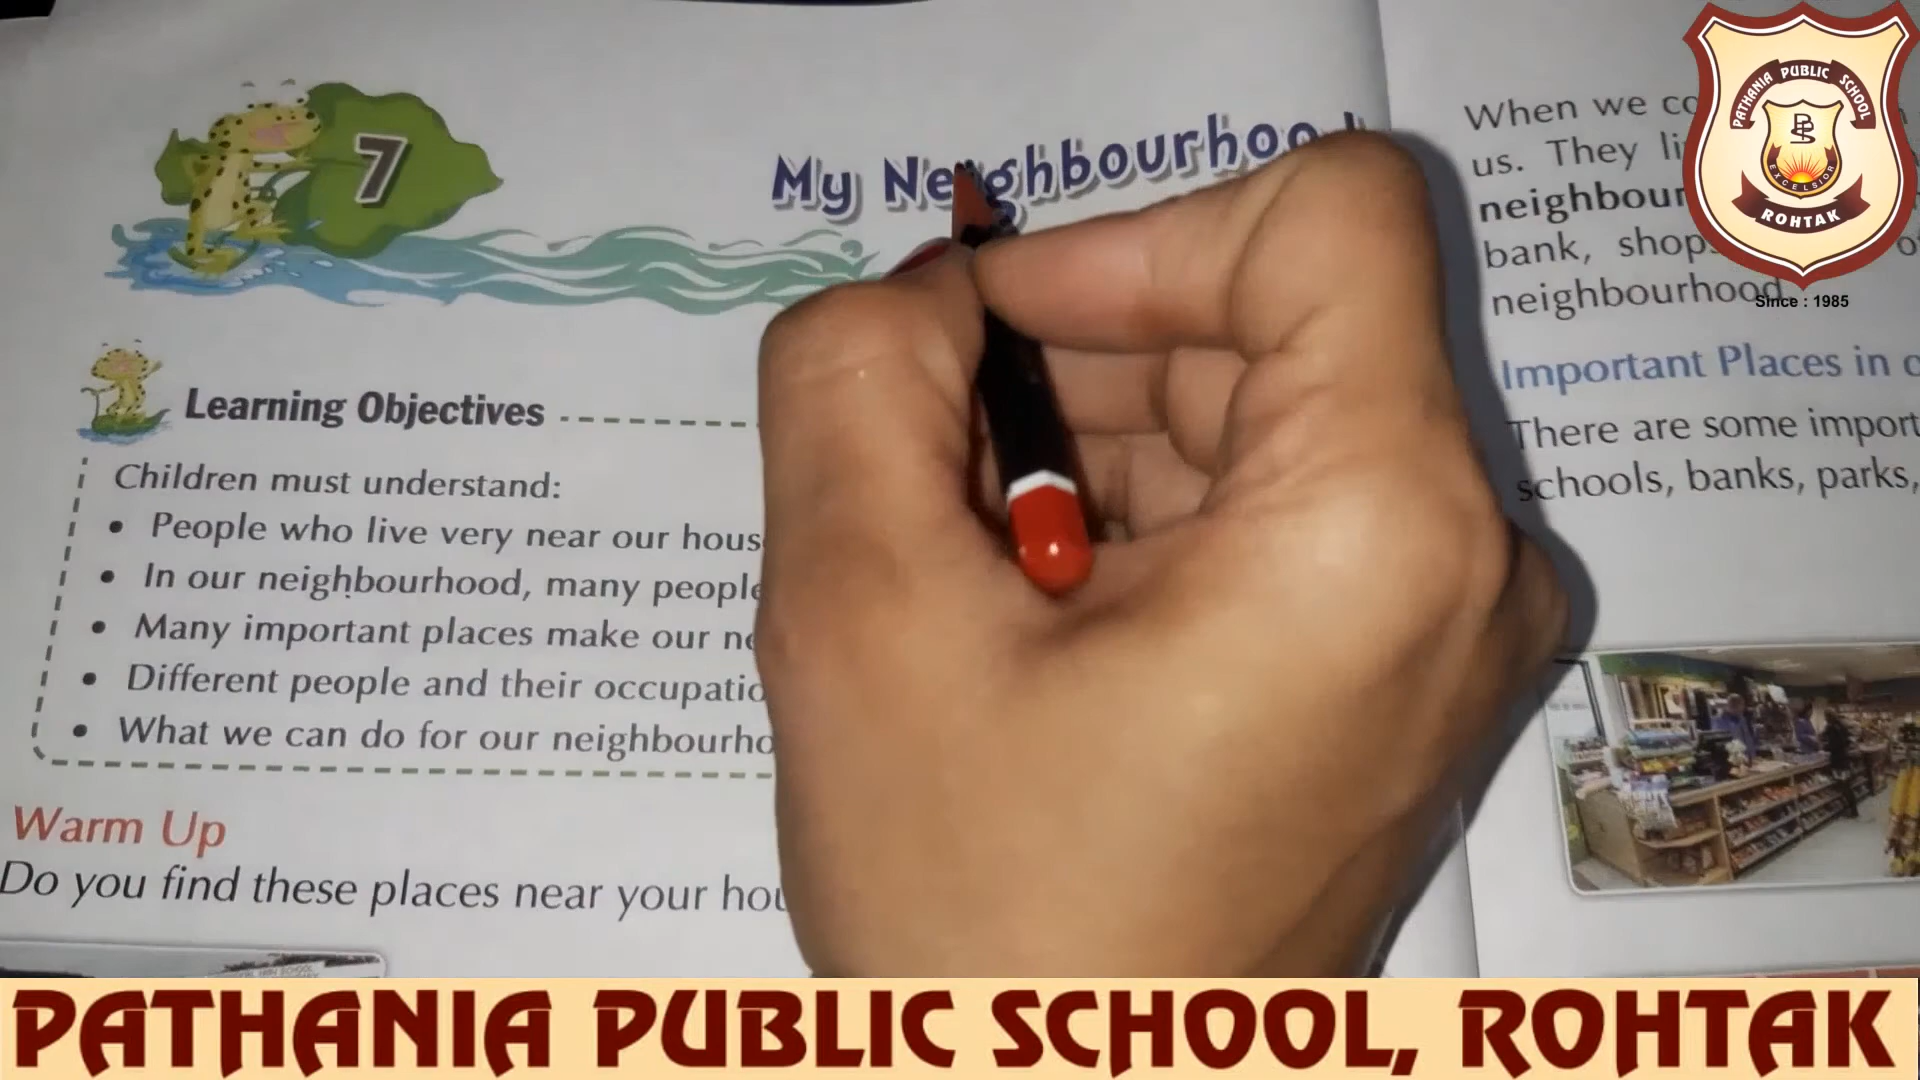 7
My Neighbourhoo
Learning Objectives
Children must understand:
• People who live very near our hous
• In our neighbourhood, many people
• Many important places make our ne
• Different people and their occupatio
• What we can do for our neighbourho
Warm Up
Do you find these places near your hou
When we co
us. They li
neighbour
bank, shops
neighbourhood
Important Places in o
There are some import
schools, banks, parks,
PATHANIA PUBLIC SCHOOL
EXCELSIOR
ROHTAK
Since : 1985
PATHANIA PUBLIC SCHOOL, ROHTAK